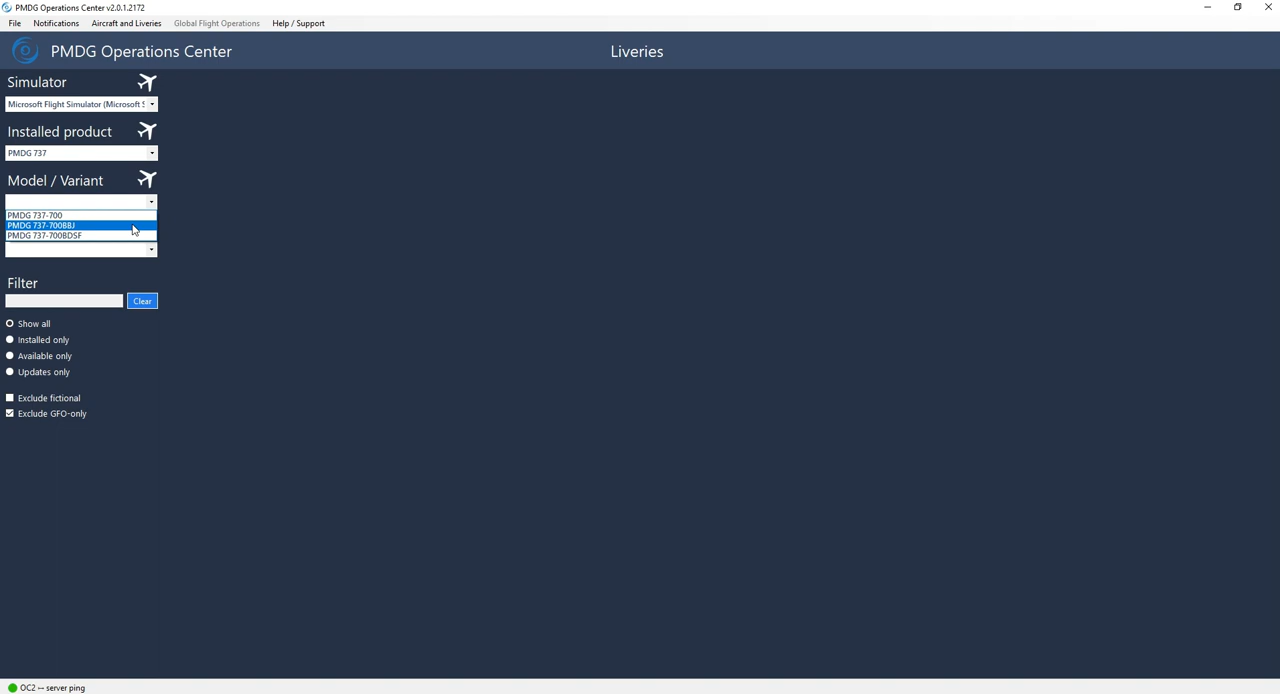 PMDG Operations Center v2.0.1.2172
File Notifications Aircraft and Liveries Global Flight Operations Help / Support
PMDG Operations Center Liveries
Simulator
Microsoft Flight Simulator (Microsoft S
Installed product
PMDG 737
Model / Variant
PMDG 737-700
PMDG 737-700BBJ
PMDG 737-700BDSF
Filter
Clear
Show all
Installed only
Available only
Updates only
Exclude fictional
Exclude GFO-only
OC2 ↔ server ping